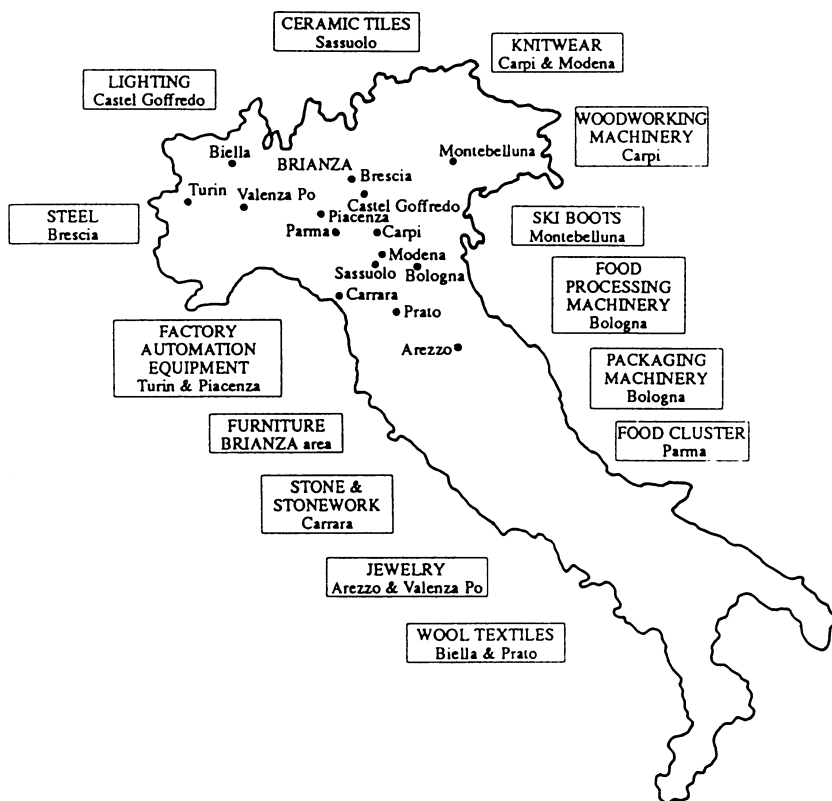 CERAMIC TILES
Sassuolo
KNITWEAR
Carpi & Modena
LIGHTING
Castel Goffredo
WOODWORKING
MACHINERY
Carpi
Biella
BRIANZA
Brescia
Montebelluna
Turin
Valenza Po
Castel Goffredo
Piacenza
STEEL
Brescia
SKI BOOTS
Montebelluna
Parma
Carpi
Modena
Sassuolo
Bologna
FOOD
PROCESSING
MACHINERY
Bologna
Carrara
Prato
FACTORY
AUTOMATION
EQUIPMENT
Turin & Piacenza
Arezzo
PACKAGING
MACHINERY
Bologna
FURNITURE
BRIANZA area
FOOD CLUSTER
Parma
STONE &
STONEWORK
Carrara
JEWELRY
Arezzo & Valenza Po
WOOL TEXTILES
Biella & Prato